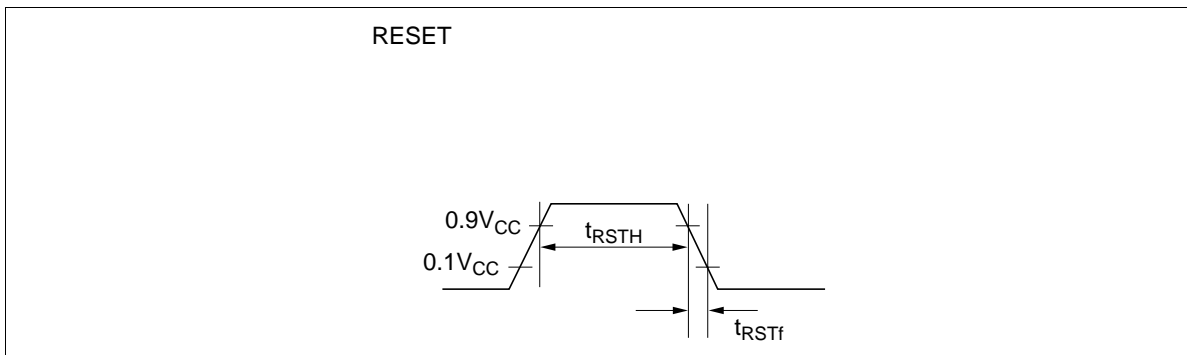 RESET
0.9VCC
tRSTH
0.1VCC
tRSTf